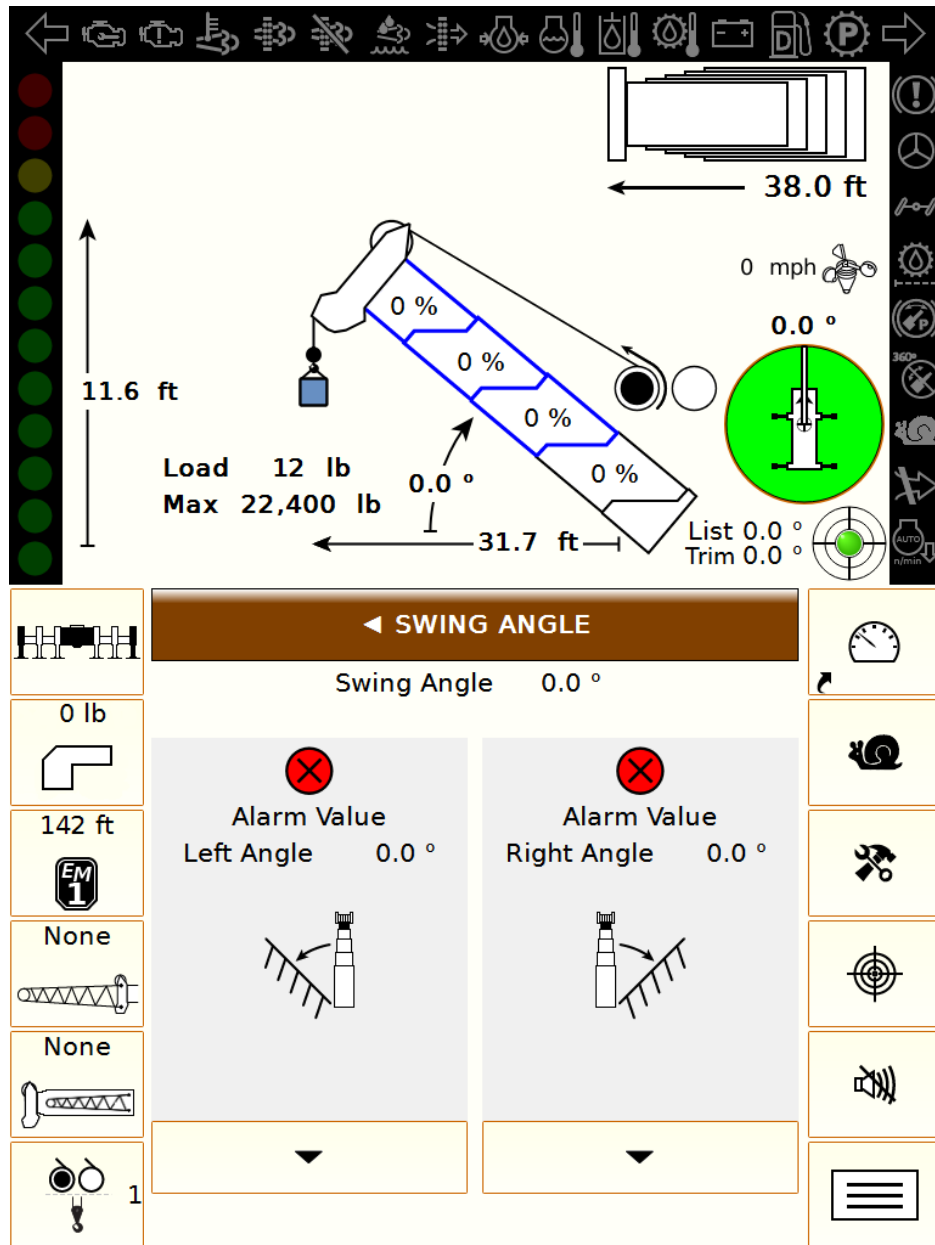 D
P
38.0 ft
0 mph
P
0.0 º
360º
0 %
0 %
11.6 ft
0 %
Load 12 lb
0.0 º
0 %
Max 22,400 lb
31.7 ft
List 0.0 º
Trim 0.0 º
AUTO
n/min
◄ SWING ANGLE
Swing Angle 0.0 º
0 lb
142 ft
EM
1
None
None
1
Alarm Value
Left Angle 0.0 º
Alarm Value
Right Angle 0.0 º